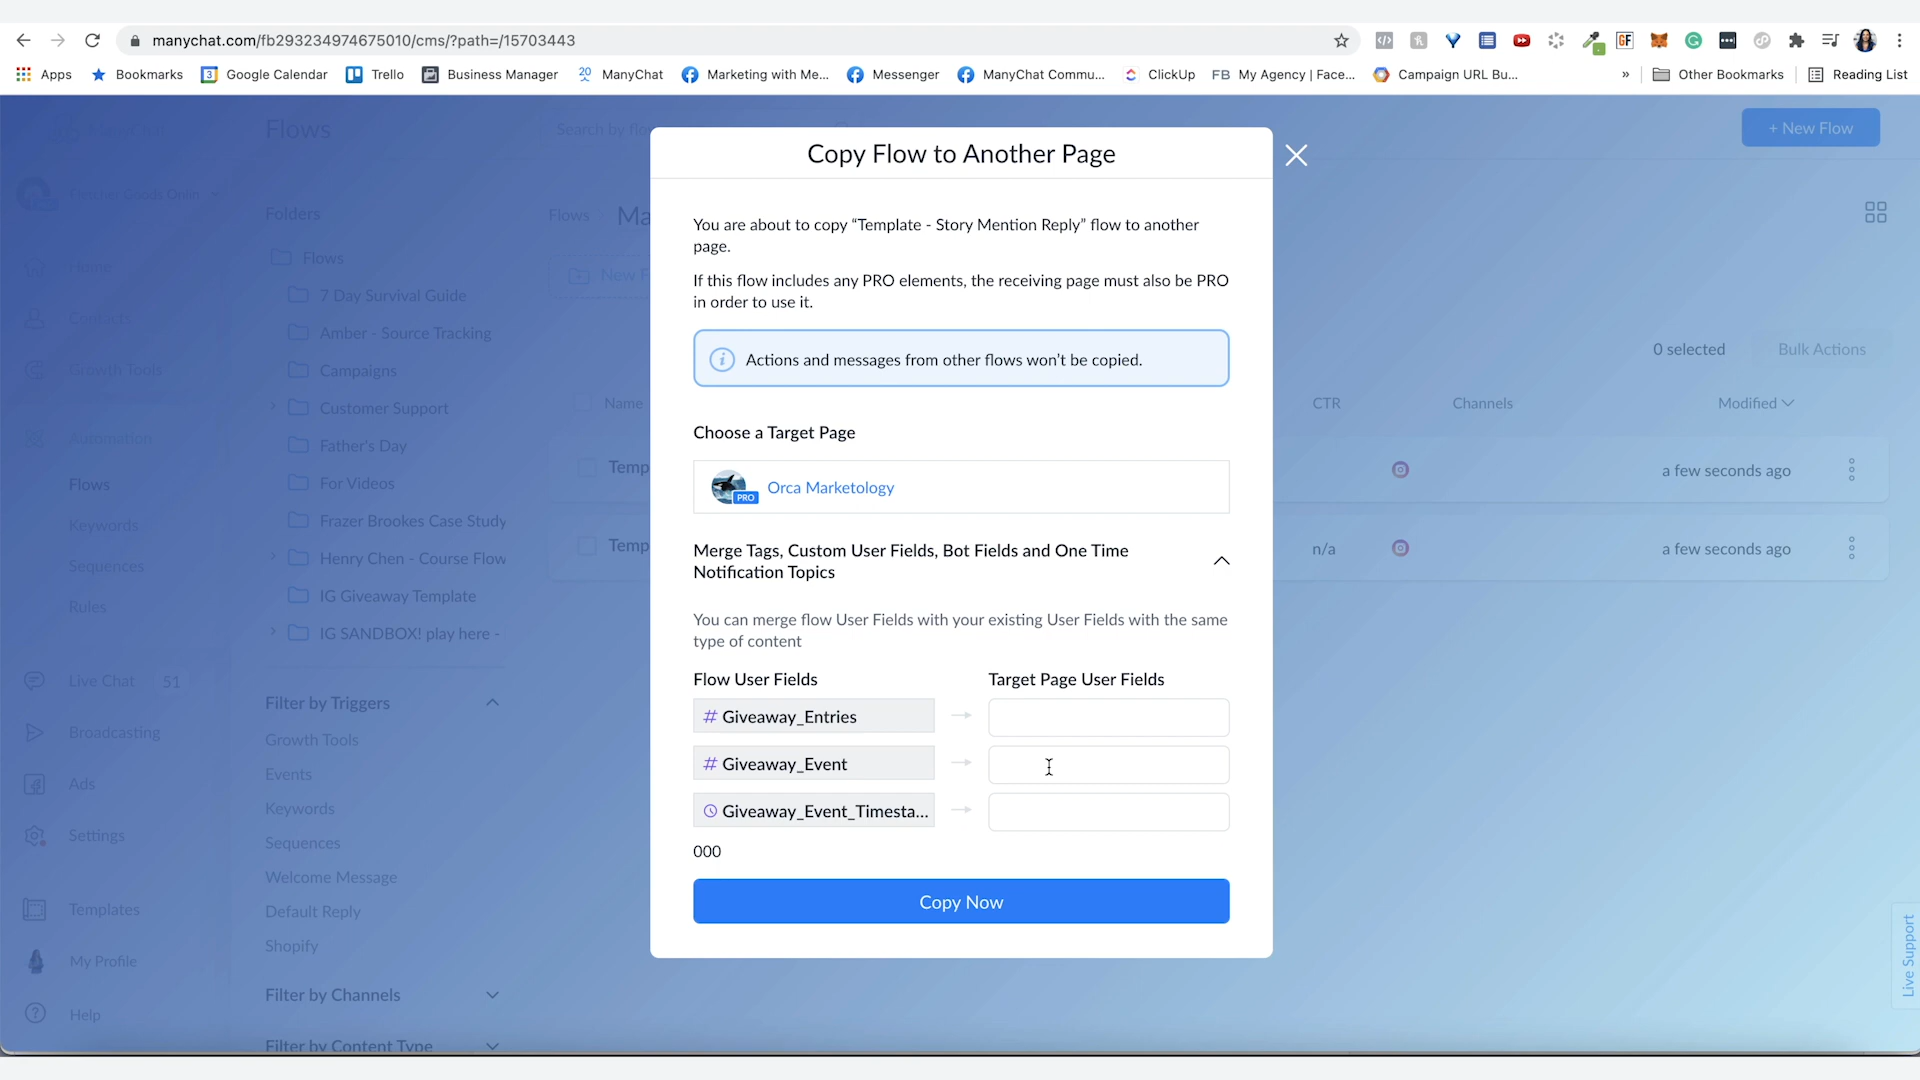 manychat.com/fb293234974675010/cms/?path=/15703443
Apps Bookmarks Google Calendar Trello Business Manager ManyChat Marketing with Me... Messenger ManyChat Commu... ClickUp FB My Agency | Face... Campaign URL Bu... » Other Bookmarks Reading List
Flows
Search by flo
+ New Flow
Copy Flow to Another Page
Folders
Flows
7 Day Survival Guide
Amber - Source Tracking
Campaigns
Customer Support
Father's Day
For Videos
Frazer Brookes Case Study
Henry Chen - Course Flow
IG Giveaway Template
IG SANDBOX! play here -
Filter by Triggers
Growth Tools
Events
Keywords
Sequences
Welcome Message
Default Reply
Shopify
Filter by Channels
Filter by Content Type
Home
Contacts
Growth Tools
Automation
Flows
Keywords
Sequences
Rules
Live Chat 51
Broadcasting
Ads
Settings
Templates
My Profile
Help
Flows
Ma
New F
Name
Temp
Temp
You are about to copy “Template - Story Mention Reply” flow to another
page.
If this flow includes any PRO elements, the receiving page must also be PRO
in order to use it.
Actions and messages from other flows won’t be copied.
Choose a Target Page
PRO
Orca Marketology
Merge Tags, Custom User Fields, Bot Fields and One Time
Notification Topics
You can merge flow User Fields with your existing User Fields with the same
type of content
Flow User Fields Target Page User Fields
# Giveaway_Entries
# Giveaway_Event
Giveaway_Event_Timesta...
000
Copy Now
0 selected Bulk Actions
CTR Channels Modified
a few seconds ago
n/a a few seconds ago
Live Support